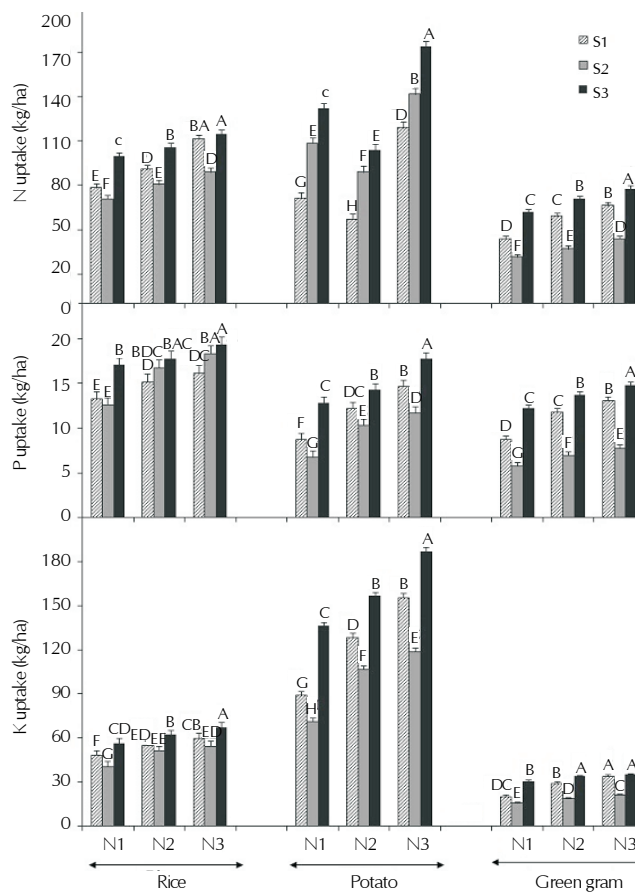 200
170
140
110
80
50
20
0
N uptake (kg/ha)
S1
S2
S3
E F c D E B BA D A
G E c H F E D B A
D F C C E B B D A
20
15
10
5
0
P uptake (kg/ha)
E E B BDC D BAC C DC BA A
F G C DC E B B D A
D G C C F B B E A
180
150
120
90
60
30
0
K uptake (kg/ha)
F G CD ED EE B CB ED A
G H C D F B B E A
DC E B B D A A C A
N1 N2 N3 N1 N2 N3 N1 N2 N3
Rice Potato Green gram